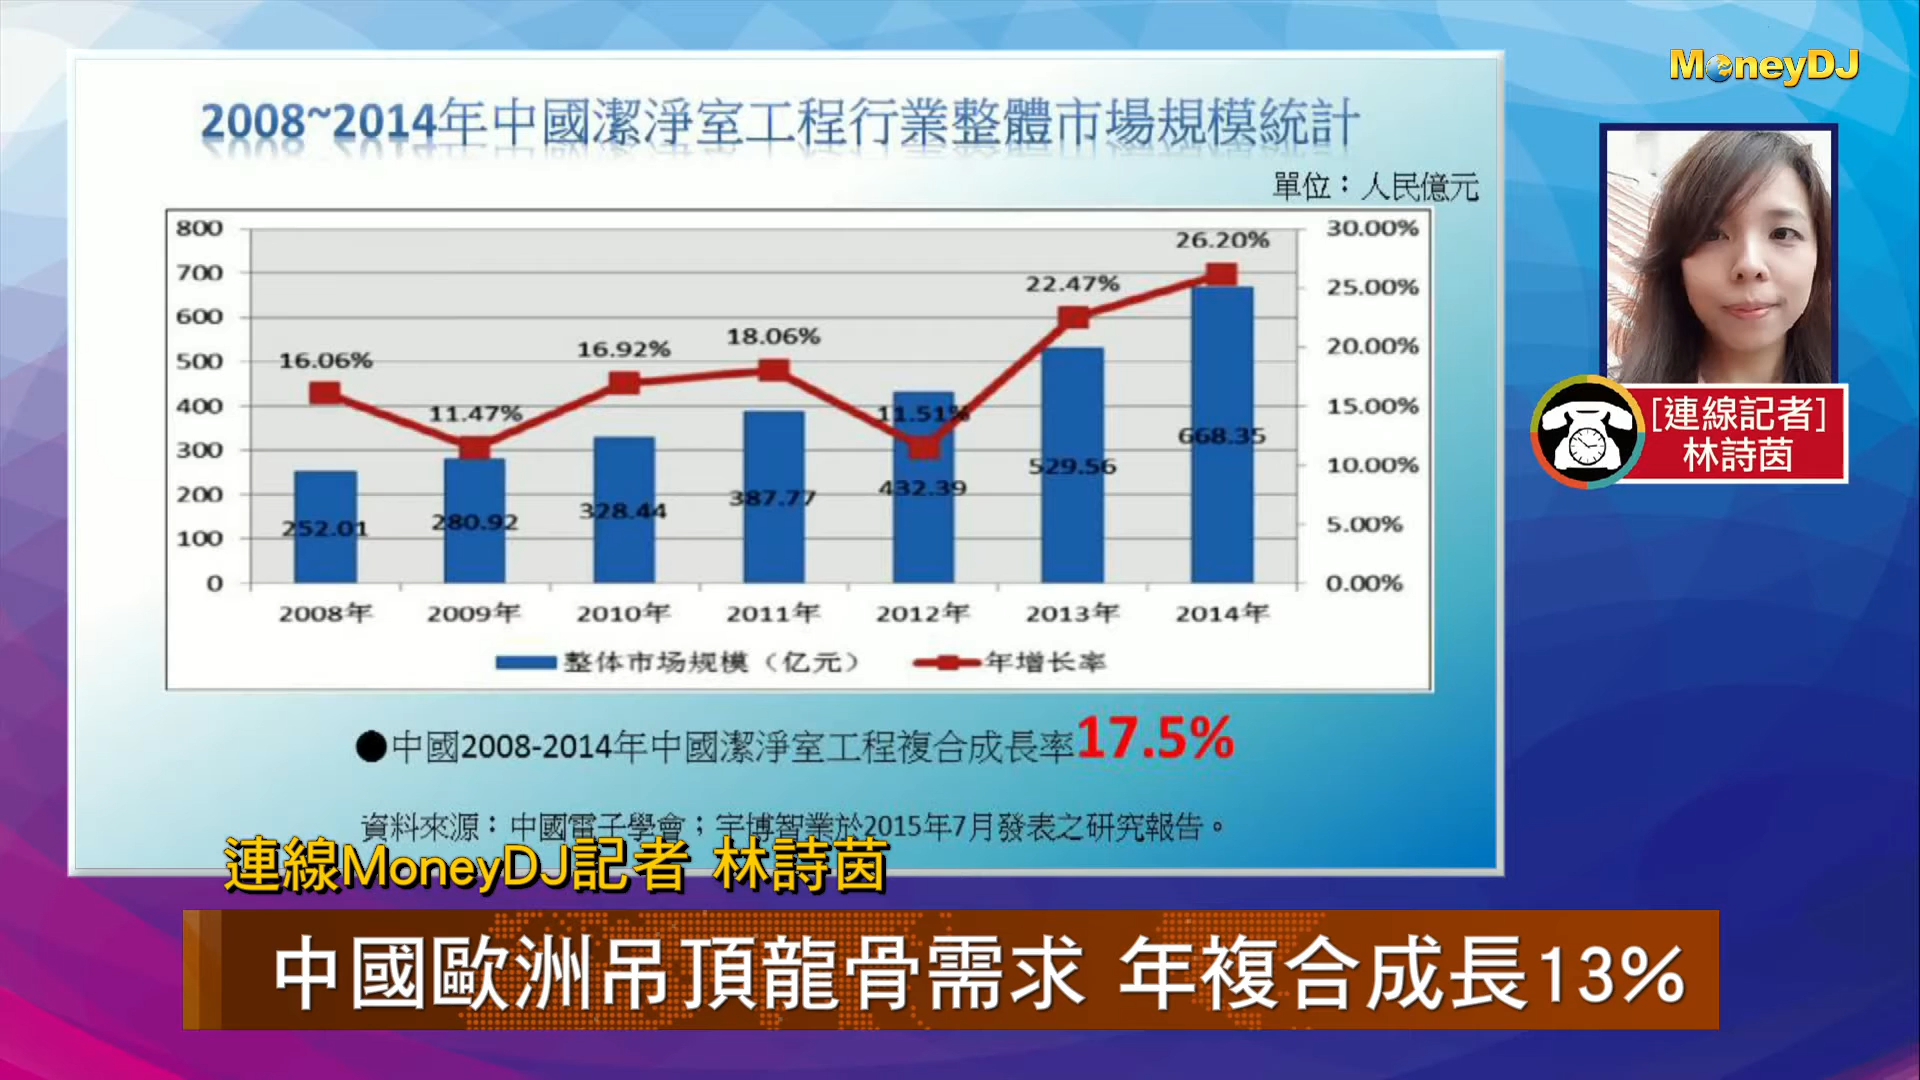 MoneyDJ
2008~2014年中國潔淨室工程行業整體市場規模統計
單位：人民億元
800
700
600
500
400
300
200
100
0
30.00%
25.00%
20.00%
15.00%
10.00%
5.00%
0.00%
16.06%
11.47%
16.92%
18.06%
11.51%
22.47%
26.20%
252.01
280.92
328.44
387.77
432.39
529.56
668.35
2008年 2009年 2010年 2011年 2012年 2013年 2014年
整体市场规模（亿元） 年增长率
●中國2008-2014年中國潔淨室工程複合成長率17.5%
資料來源：中國電子學會；宇博智業於2015年7月發表之研究報告。
[連線記者]
林詩茵
連線MoneyDJ記者 林詩茵
中國歐洲吊頂龍骨需求 年複合成長13%